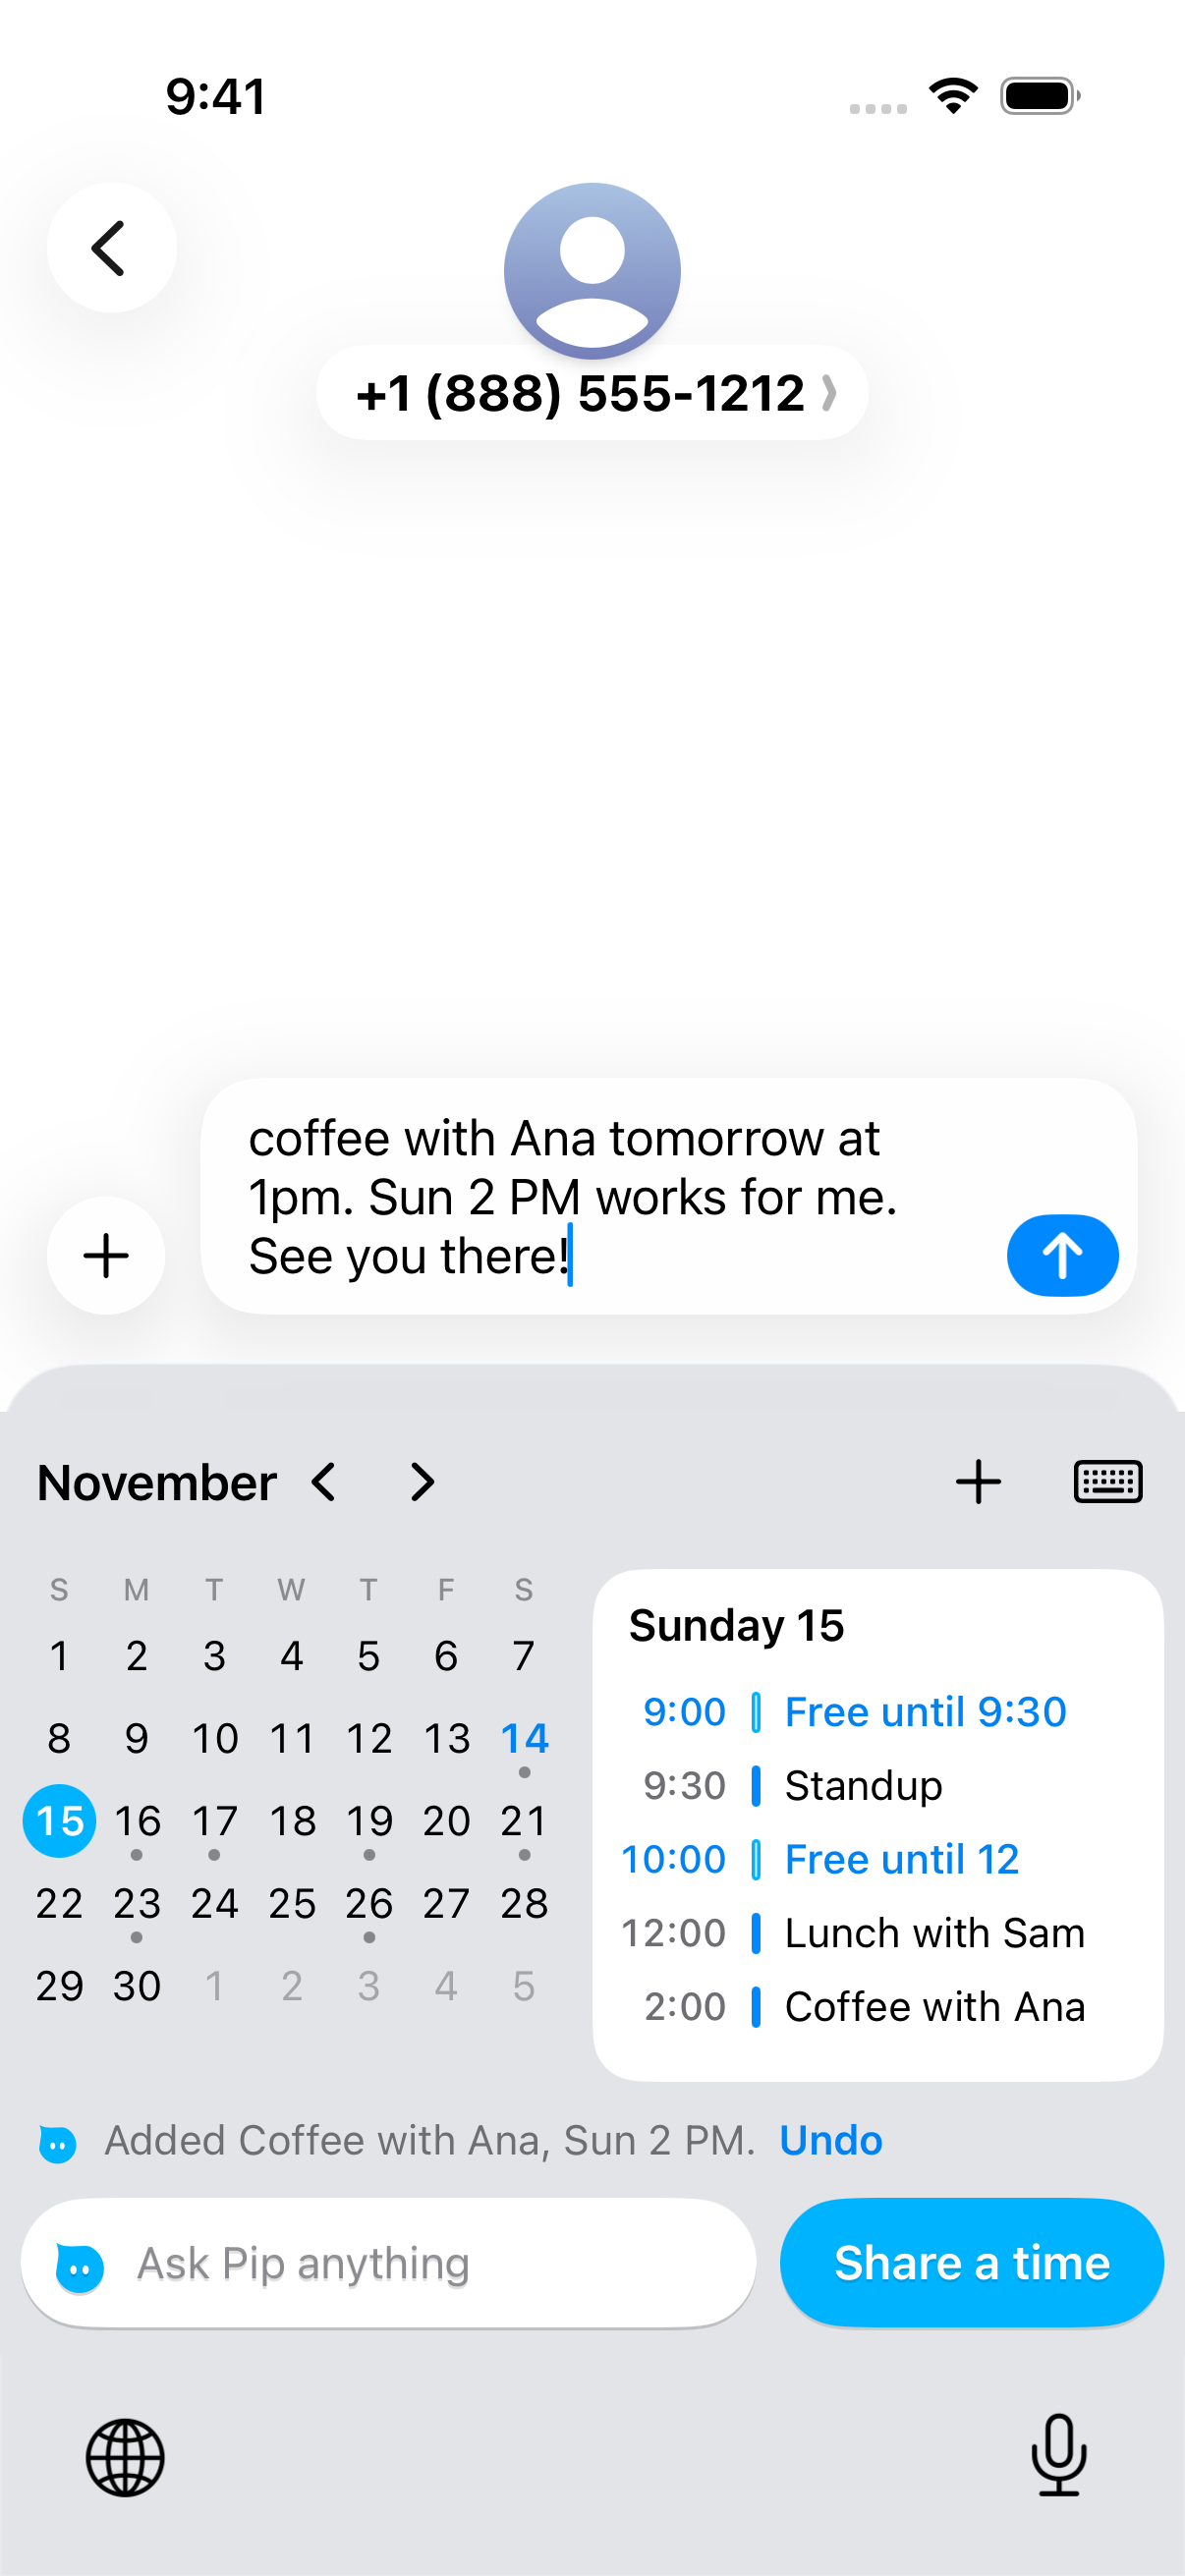 9:41
+1 (888) 555-1212
coffee with Ana tomorrow at
1pm. Sun 2 PM works for me.
See you there!
November
S M T W T F S
1 2 3 4 5 6 7
8 9 10 11 12 13 14
15 16 17 18 19 20 21
22 23 24 25 26 27 28
29 30 1 2 3 4 5
Sunday 15
9:00 Free until 9:30
9:30 Standup
10:00 Free until 12
12:00 Lunch with Sam
2:00 Coffee with Ana
Added Coffee with Ana, Sun 2 PM. Undo
Ask Pip anything
Share a time